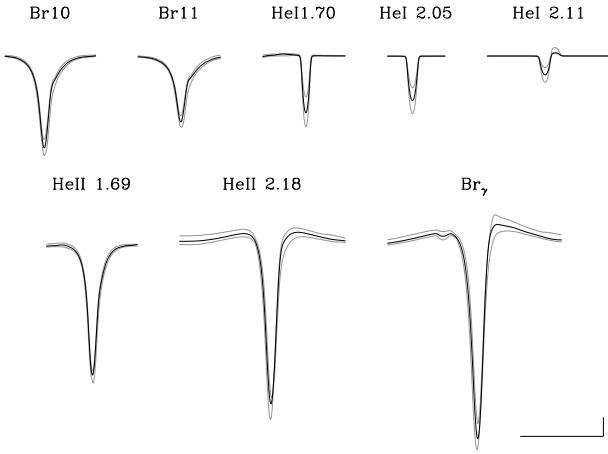 Br10 Br11 HeI1.70 HeI 2.05 HeI 2.11
HeII 1.69 HeII 2.18 Brγ